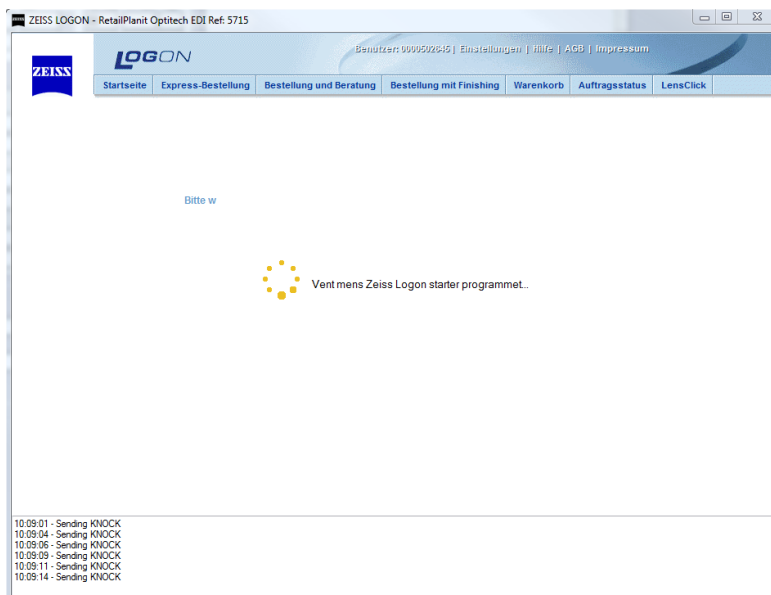 ZEISS LOGON - RetailPlanit Optitech EDI Ref: 5715
ZEISS
LOGON
Benutzer: 0000502645 | Einstellungen | Hilfe | AGB | Impressum
Startseite Express-Bestellung Bestellung und Beratung Bestellung mit Finishing Warenkorb Auftragsstatus LensClick
Bitte w
Vent mens Zeiss Logon starter programmet...
10:09:01 - Sending KNOCK
10:09:04 - Sending KNOCK
10:09:06 - Sending KNOCK
10:09:09 - Sending KNOCK
10:09:11 - Sending KNOCK
10:09:14 - Sending KNOCK